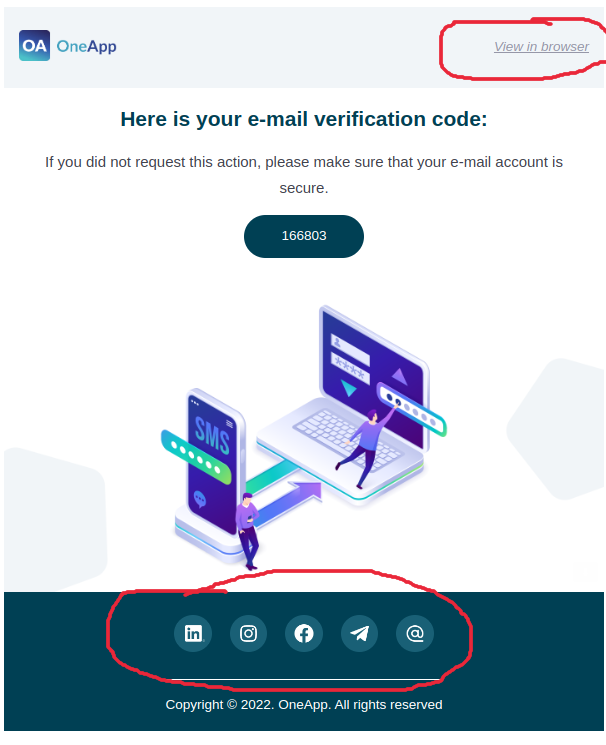 OA OneApp
View in browser
Here is your e-mail verification code:
If you did not request this action, please make sure that your e-mail account is
secure.
166803
SMS
Copyright © 2022. OneApp. All rights reserved